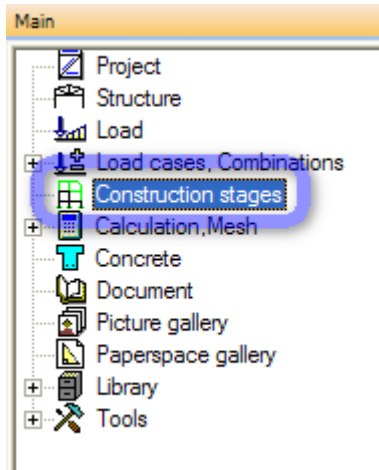 Main
Project
Structure
Load
Load cases, Combinations
Construction stages
Calculation,Mesh
Concrete
Document
Picture gallery
Paperspace gallery
Library
Tools